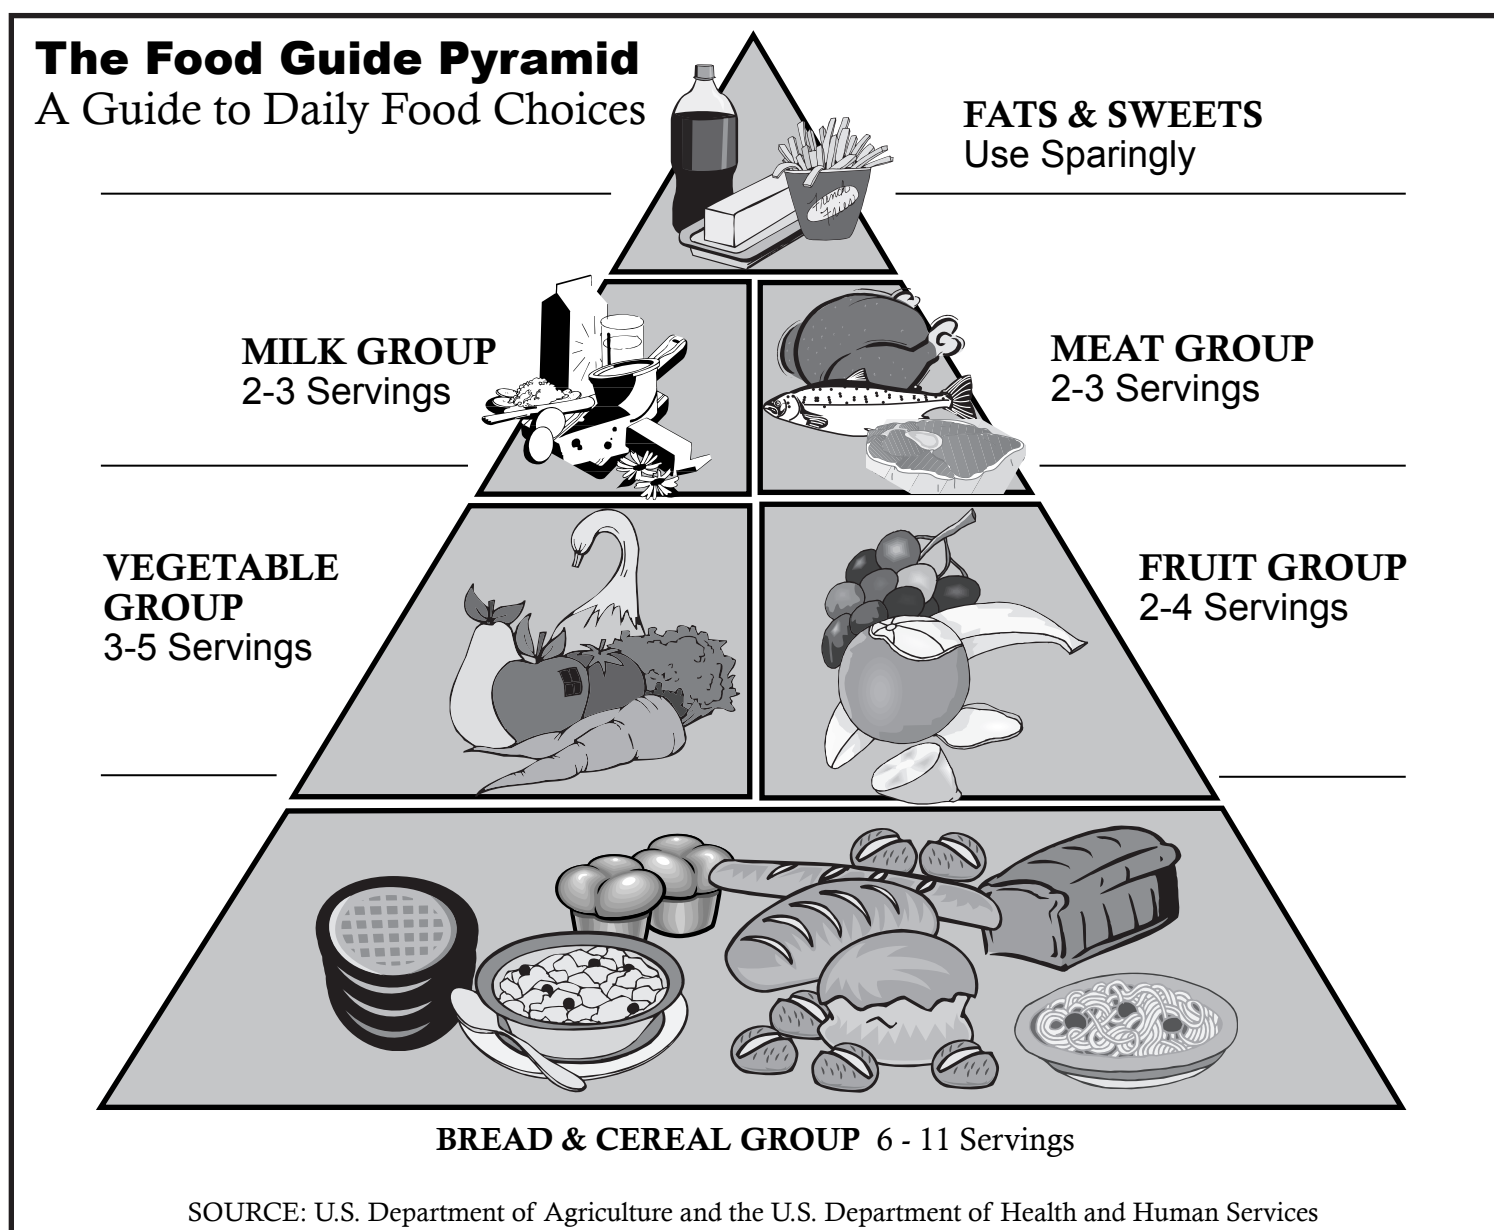 The Food Guide Pyramid
A Guide to Daily Food Choices
FATS & SWEETS
Use Sparingly
French
Fries
MILK GROUP
2-3 Servings
MEAT GROUP
2-3 Servings
VEGETABLE
GROUP
3-5 Servings
FRUIT GROUP
2-4 Servings
BREAD & CEREAL GROUP 6 - 11 Servings
SOURCE: U.S. Department of Agriculture and the U.S. Department of Health and Human Services